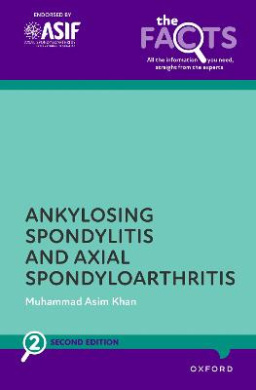 ENDORSED BY
ASIF
the
FACTS
All the information you need,
straight from the experts
ANKYLOSING
SPONDYLITIS
AND AXIAL
SPONDYLOARTHRITIS
Muhammad Asim Khan
2 SECOND EDITION
OXFORD